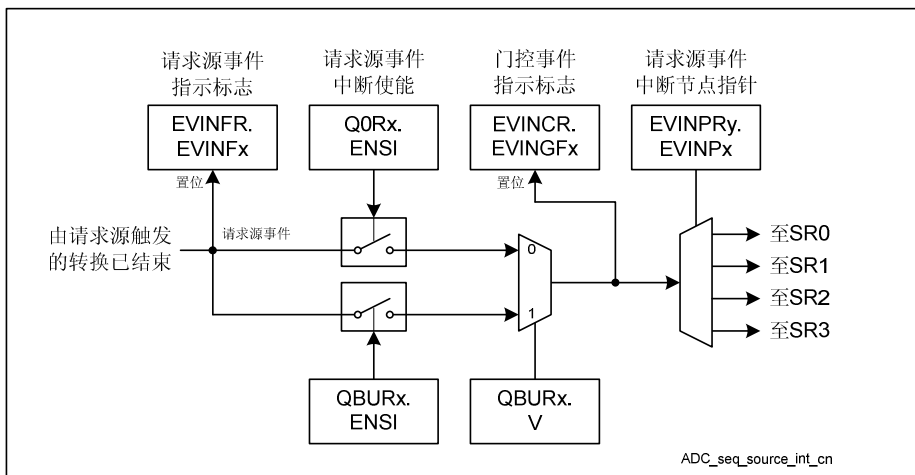 请求源事件
指示标志
请求源事件
中断使能
门控事件
指示标志
请求源事件
中断节点指针
EVINFR.
EVINFx
Q0Rx.
ENSI
EVINCR.
EVINGFx
EVINPRy.
EVINPx
置位
置位
由请求源触发
的转换已结束
请求源事件
0
1
至SR0
至SR1
至SR2
至SR3
QBURx.
ENSI
QBURx.
V
ADC_seq_source_int_cn